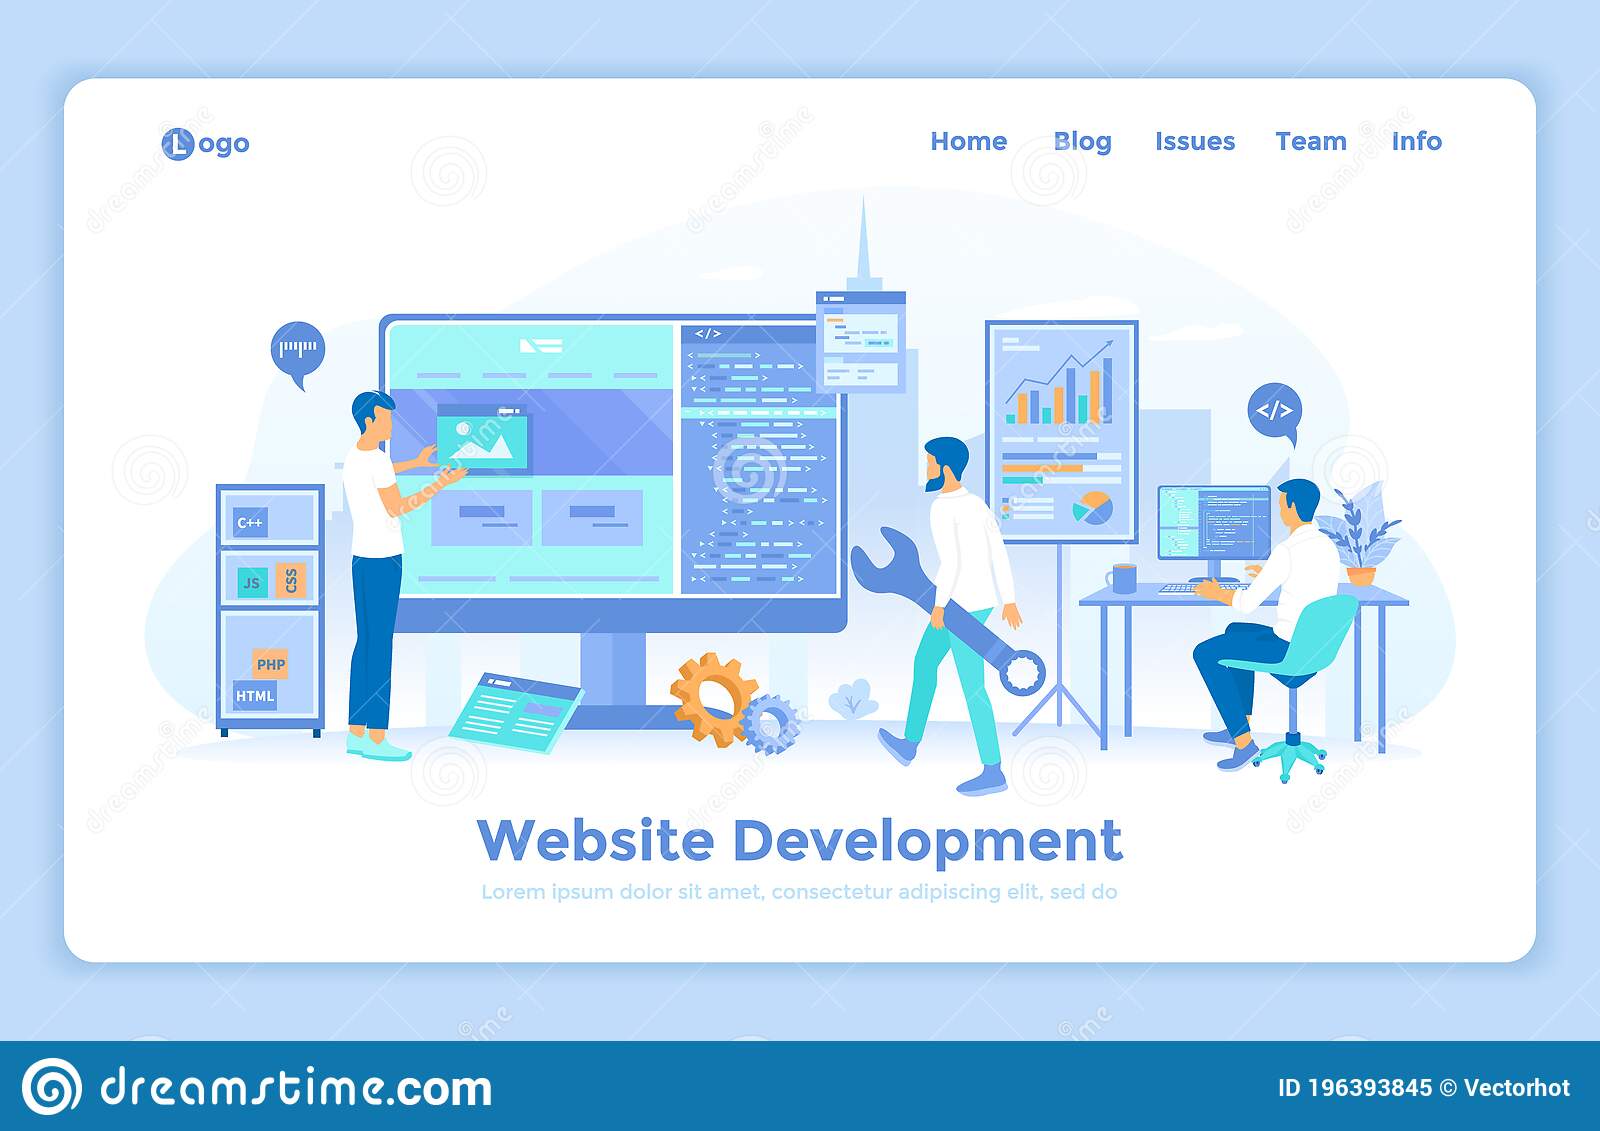 Logo
Home Blog Issues Team Info
</>
</>
C++
JS CSS
PHP
HTML
Website Development
Lorem ipsum dolor sit amet, consectetur adipiscing elit, sed do
dreamstime.com
ID 196393845 © Vectorhot